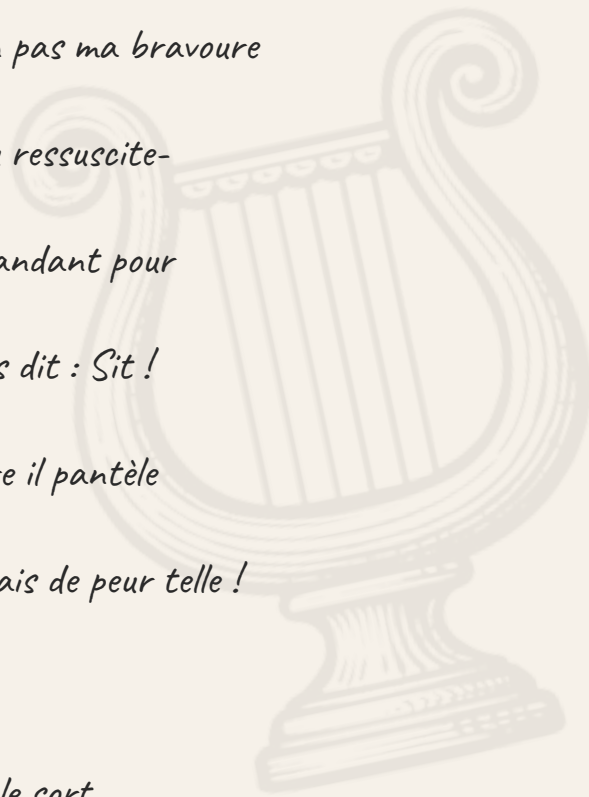 pas ma bravoure
ressuscite-
andant pour
s dit : Sit !
e il pantèle
ais de peur telle !
le sort